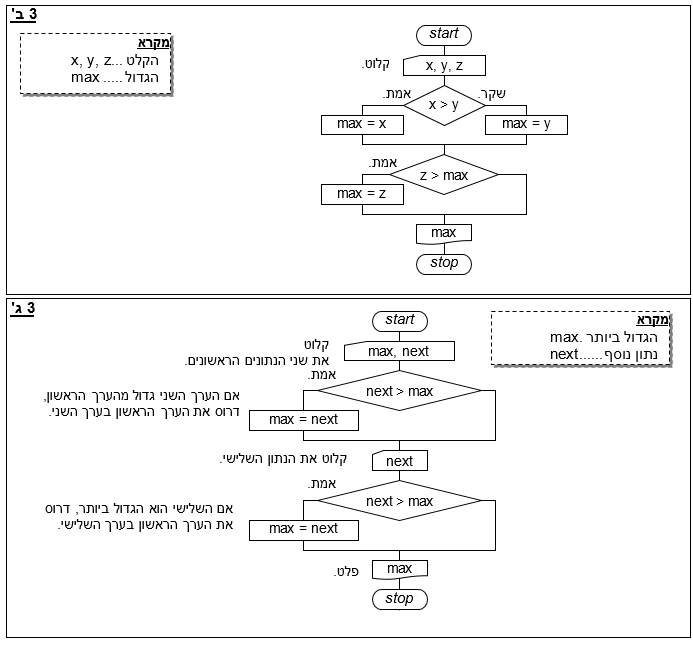 3 ב'
מקרא
הקלט ...x, y, z
הגדול ..... max
start
קלוט.
x, y, z
אמת.
שקר.
x > y
max = x
max = y
אמת.
z > max
max = z
max
stop
3 ג'
מקרא
הגדול ביותר .max
נתון נוסף......next
start
קלוט
את שני הנתונים הראשונים.
max, next
אמת.
next > max
אם הערך השני גדול מהערך הראשון,
דרוס את הערך הראשון בערך השני.
max = next
קלוט את הנתון השלישי.
next
אמת.
next > max
אם השלישי הוא הגדול ביותר, דרוס
את הערך הראשון בערך השלישי.
max = next
פלט.
max
stop